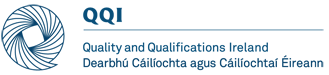 QQI
Quality and Qualifications Ireland
Dearbhú Cáilíochta agus Cáilíochtaí Éireann